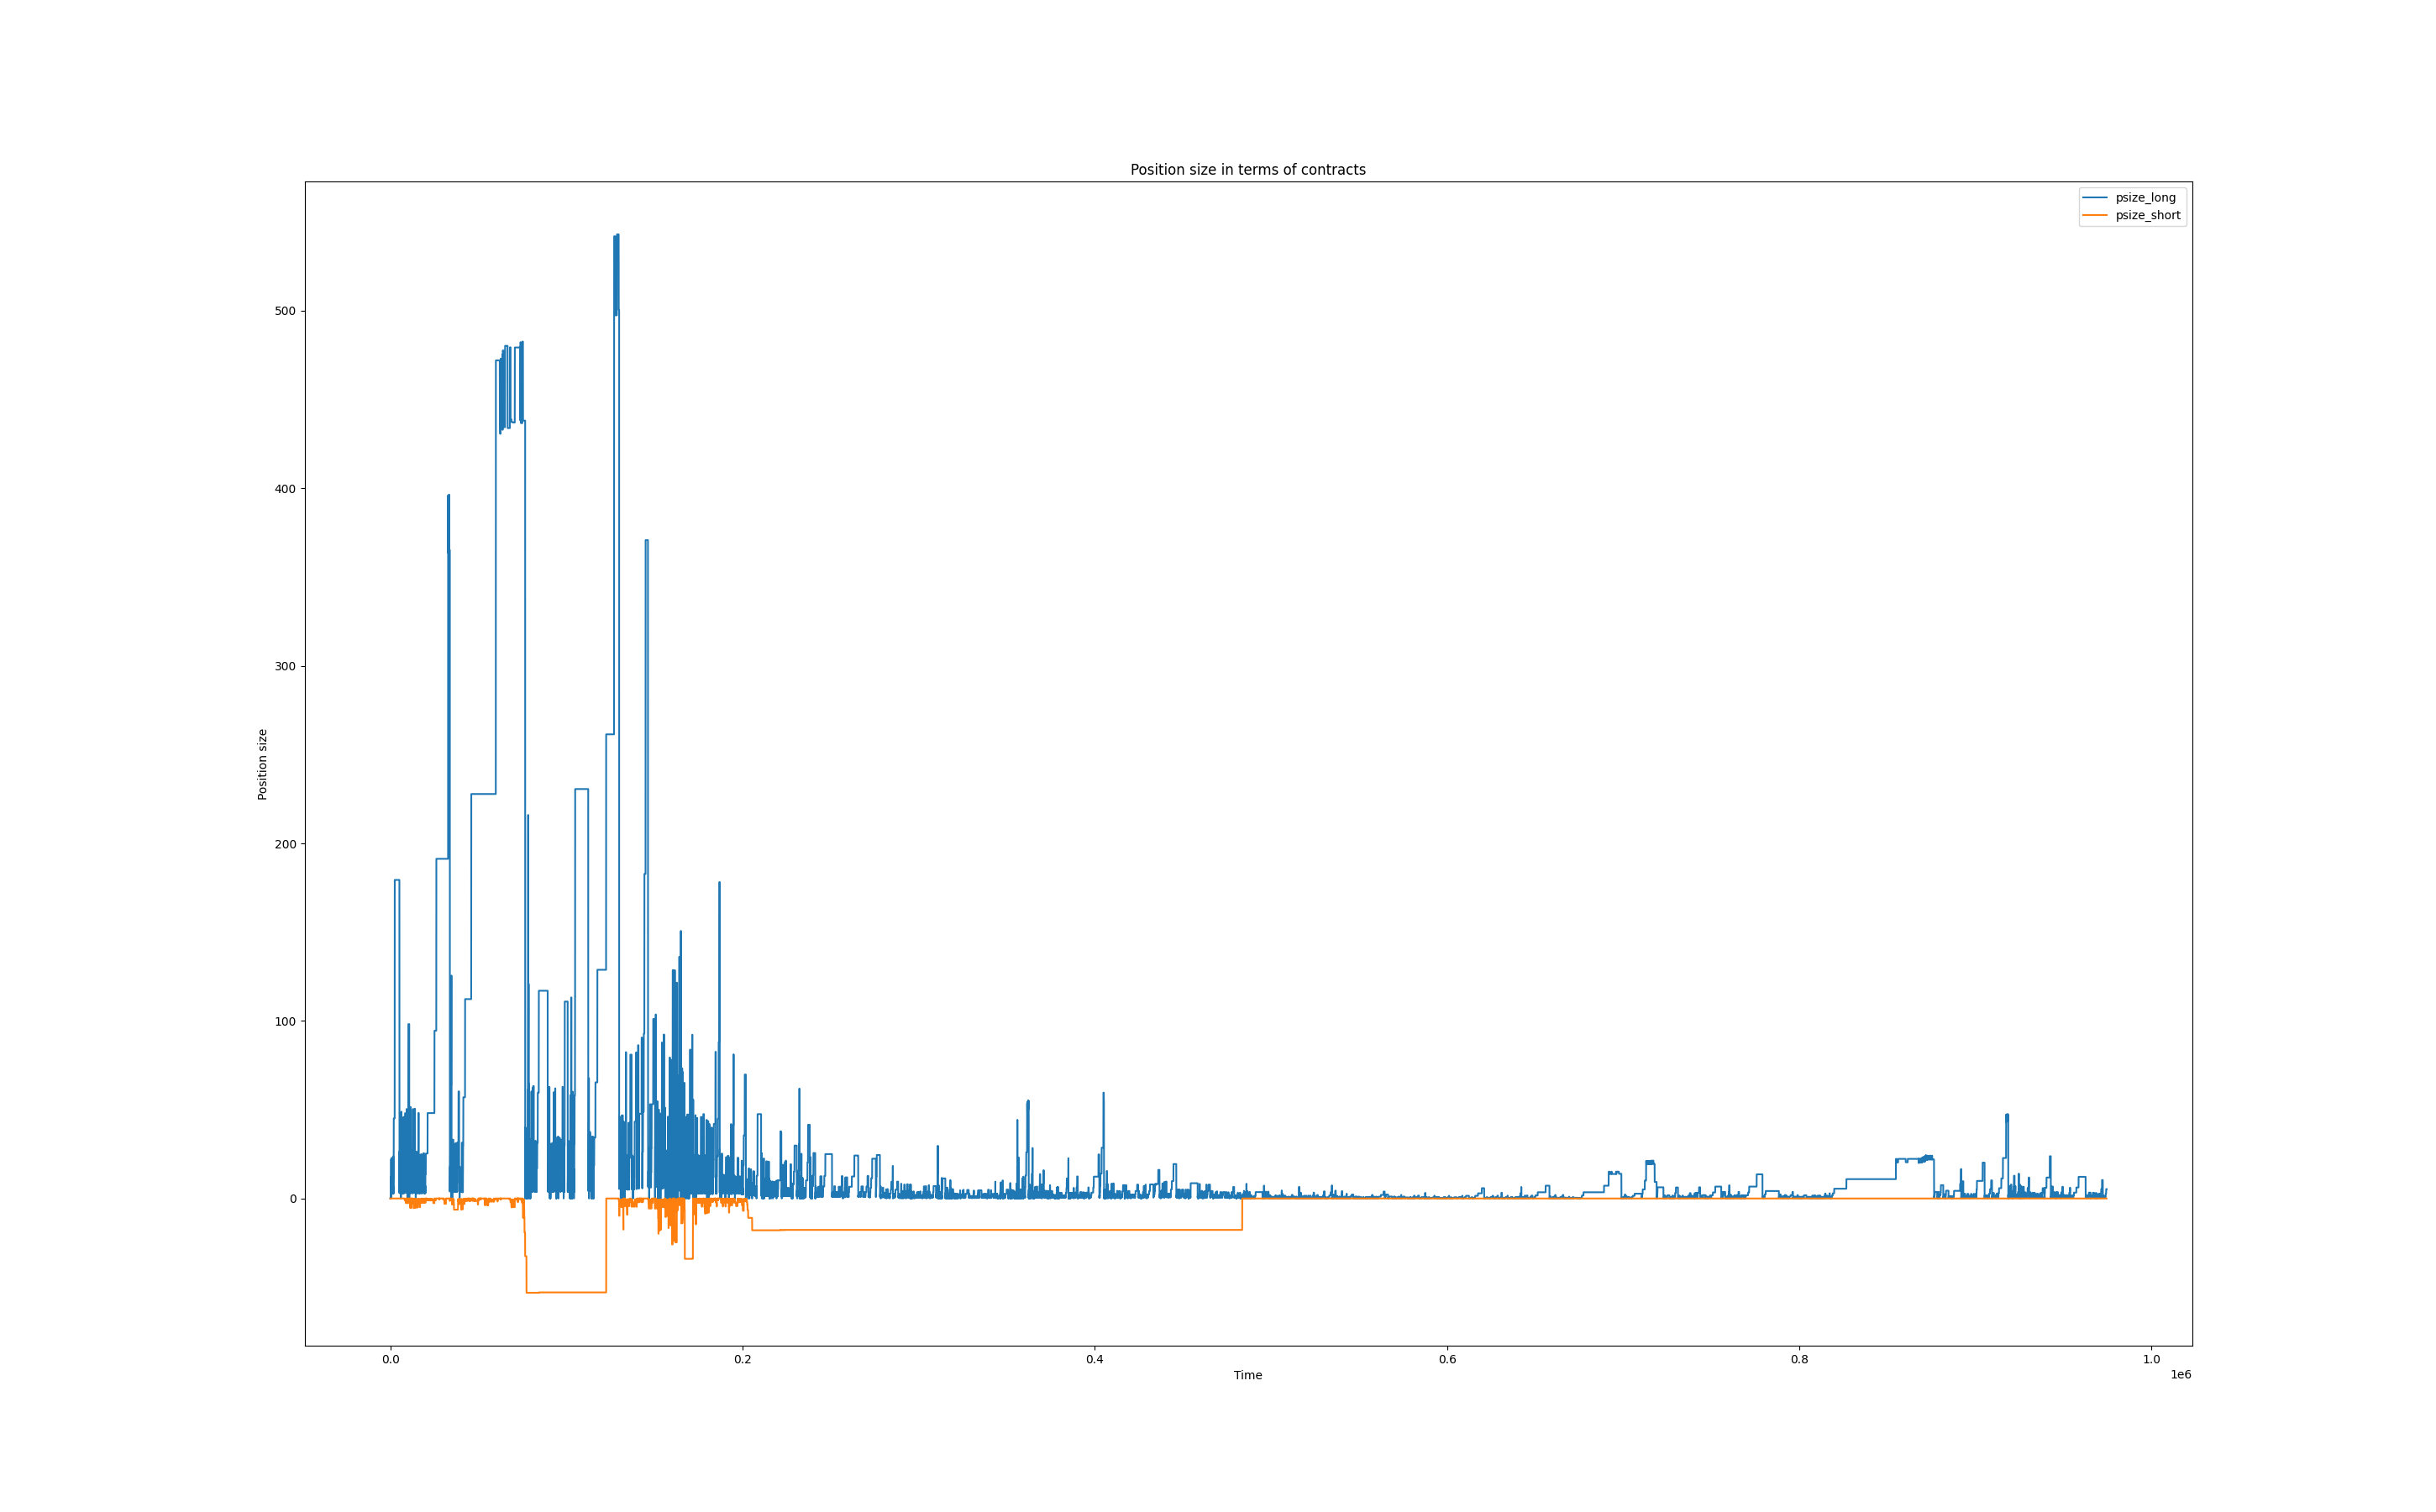 Position size in terms of contracts
psize_long
psize_short
500
400
300
200
100
0
Position size
0.0 0.2 0.4 0.6 0.8 1.0
Time
1e6